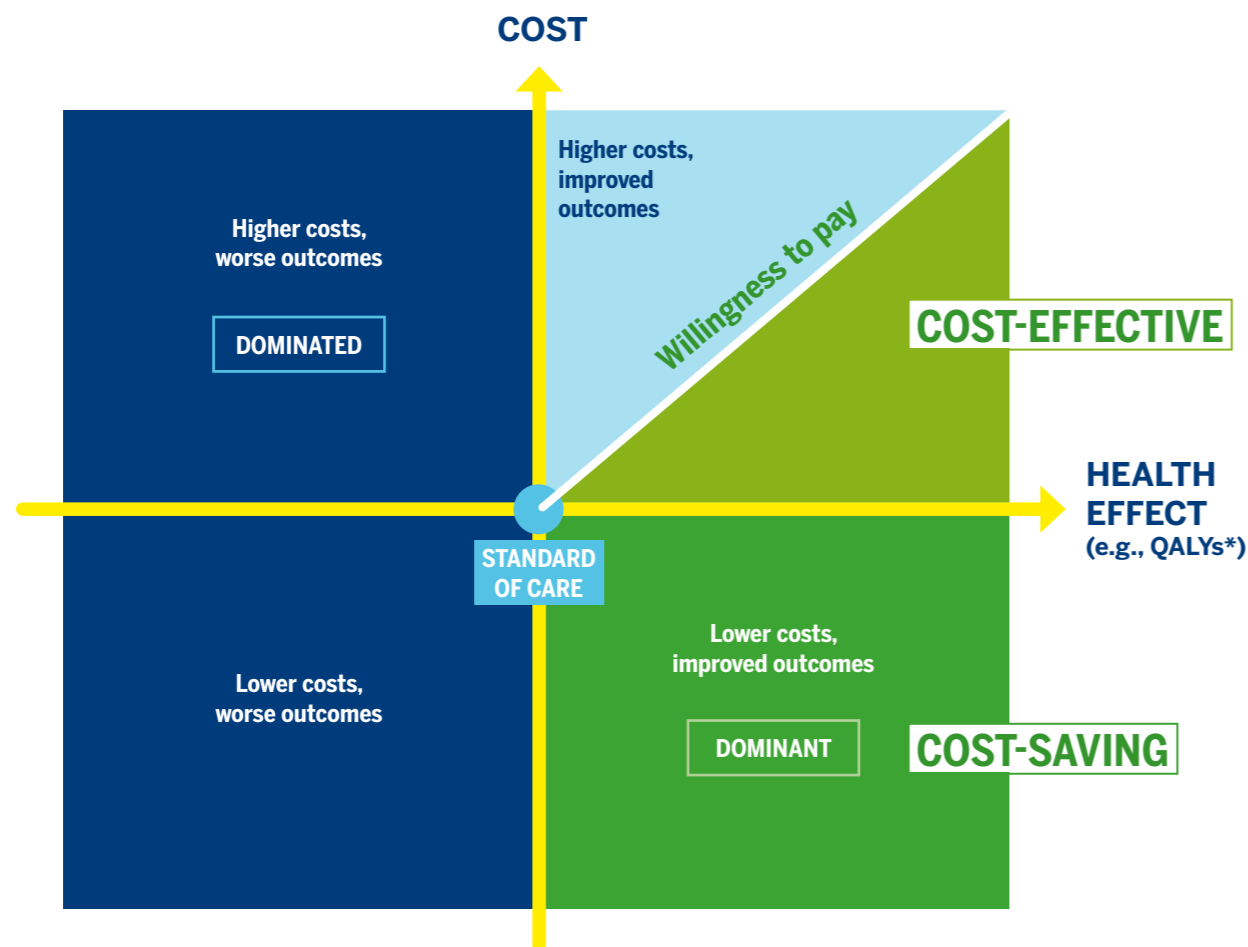 COST
Higher costs,
improved
outcomes
Higher costs,
worse outcomes
DOMINATED
Willingness to pay
COST-EFFECTIVE
HEALTH
EFFECT
(e.g., QALYs*)
STANDARD
OF CARE
Lower costs,
worse outcomes
Lower costs,
improved outcomes
DOMINANT
COST-SAVING